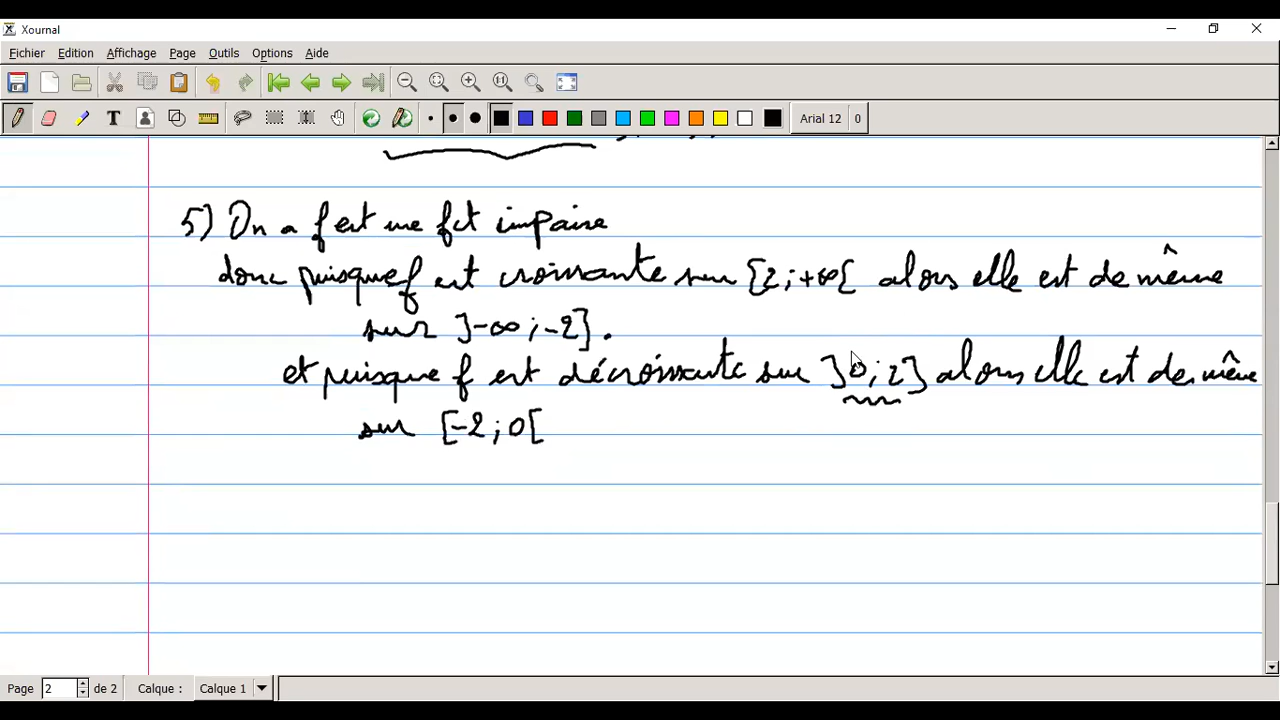 Xournal
Fichier Edition Affichage Page Outils Options Aide
Arial 12 0
5) On a f est une fct impaire
donc puisque f est croissante sur [2 ; +∞[ alors elle est de même
sur ]-∞ ; -2].
et puisque f est décroissante sur ]0 ; 2] alors elle est de même
sur [-2 ; 0[
Page 2 de 2 Calque : Calque 1